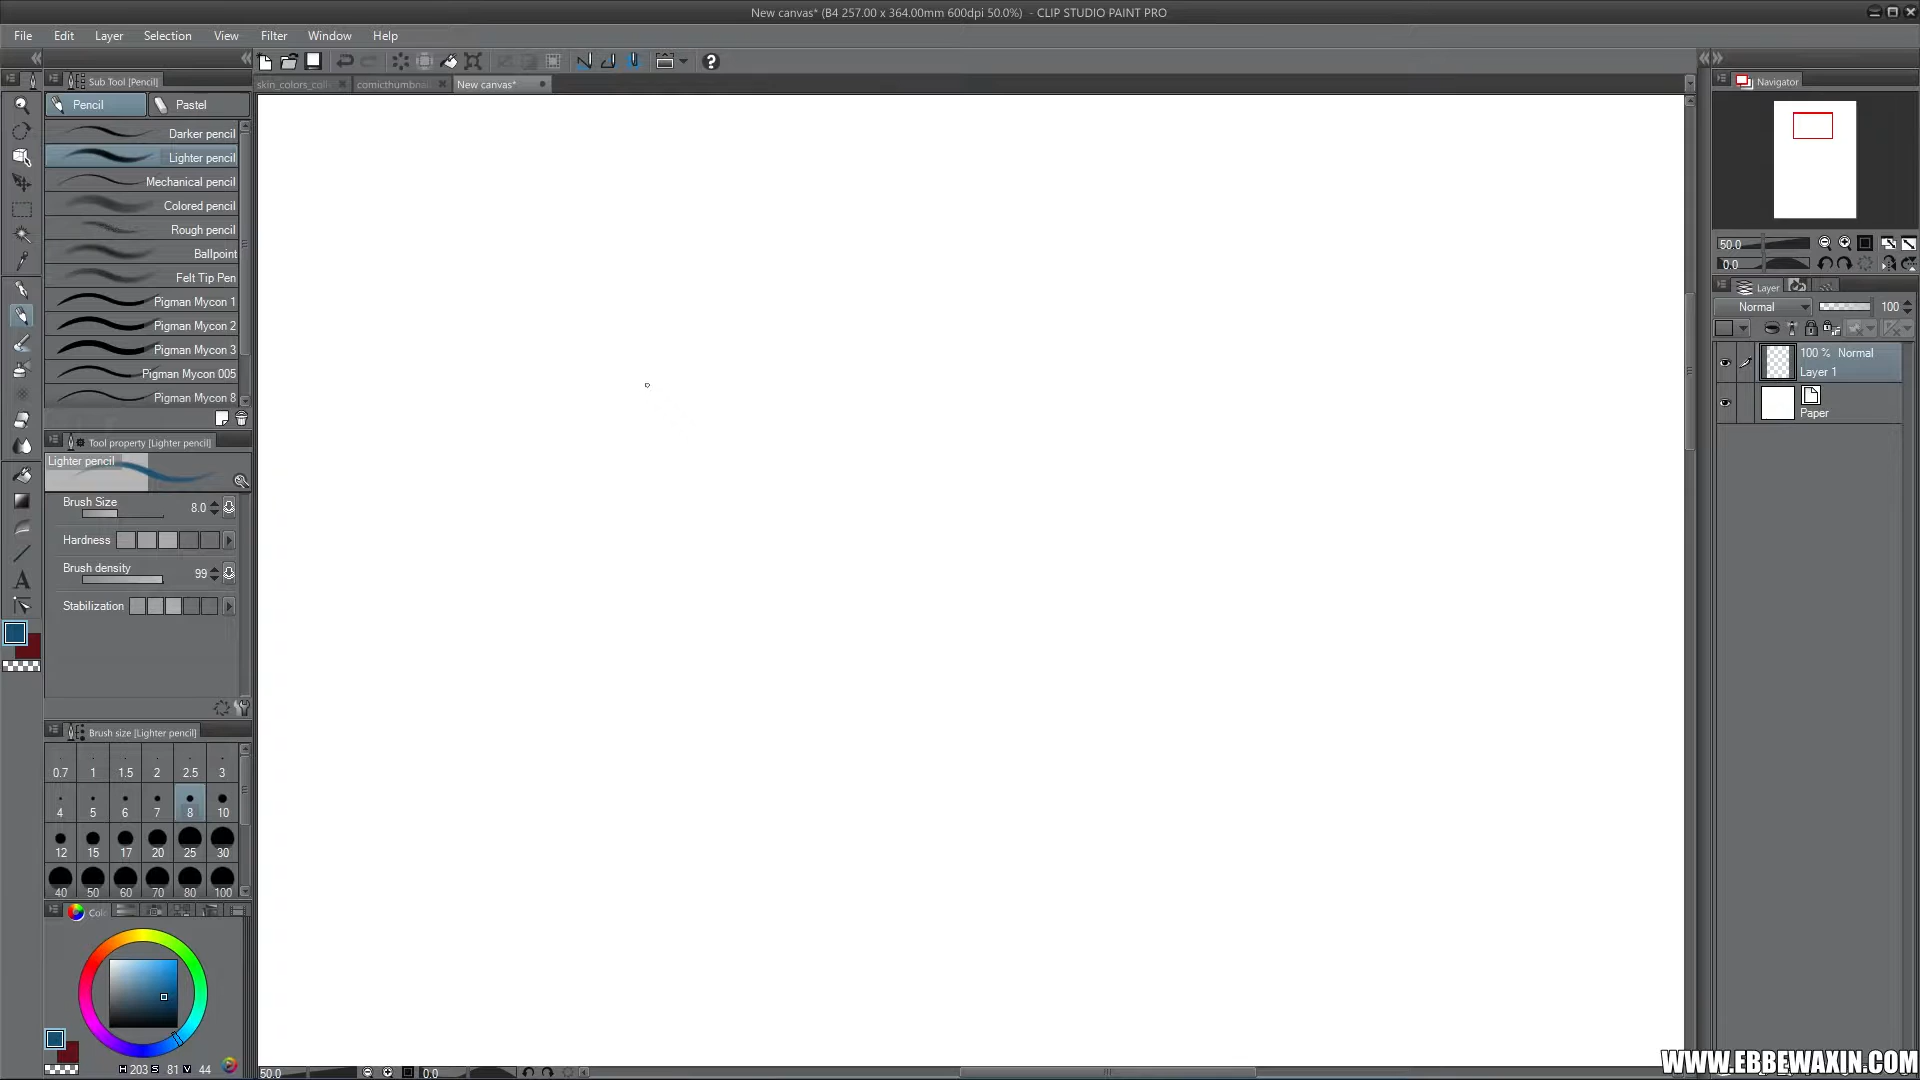 New canvas* (B4 257.00 x 364.00mm 600dpi 50.0%) - CLIP STUDIO PAINT PRO
File Edit Layer Selection View Filter Window Help
Sub Tool [Pencil]
skin_colors_coll
comicthumbna
New canvas*
Navigator
Pencil
Pastel
Darker pencil
Lighter pencil
Mechanical pencil
Colored pencil
Rough pencil
Ballpoint
Felt Tip Pen
Pigman Mycon 1
Pigman Mycon 2
Pigman Mycon 3
Pigman Mycon 005
Pigman Mycon 8
Tool property [Lighter pencil]
Lighter pencil
Brush Size 8.0
Hardness
Brush density 99
Stabilization
Brush size [Lighter pencil]
0.7 1 1.5 2 2.5 3
4 5 6 7 8 10
12 15 17 20 25 30
40 50 60 70 80 100
Colo
H 203 S 81 V 44
50.0 0.0
50.0
0.0
Layer
Normal 100
100 % Normal
Layer 1
Paper
WWW.EBBEWAXIN.COM